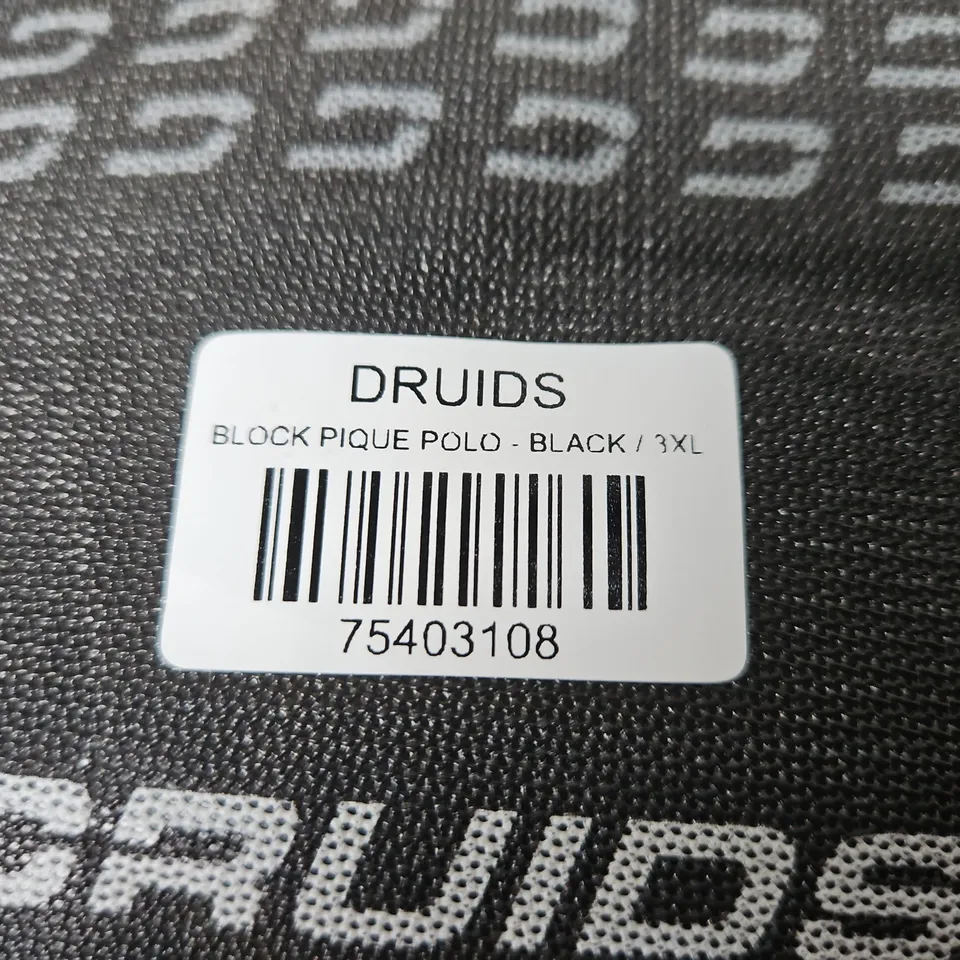 DRUIDS
BLOCK PIQUE POLO - BLACK / 3XL
75403108
DRUIDS